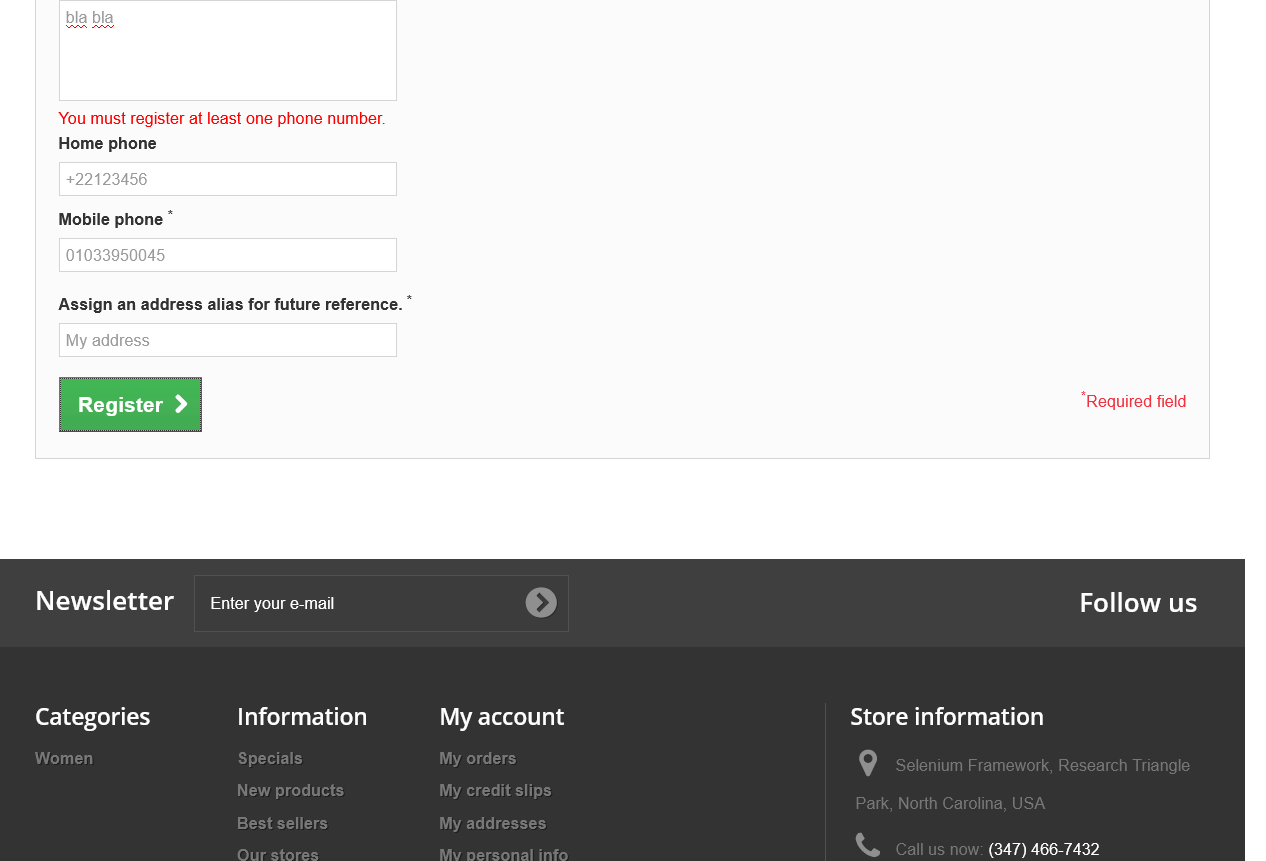 bla bla
You must register at least one phone number.
Home phone
+22123456
Mobile phone *
01033950045
Assign an address alias for future reference. *
My address
Register
*Required field
Newsletter
Enter your e-mail
Follow us
Categories
Women
Information
Specials
New products
Best sellers
Our stores
My account
My orders
My credit slips
My addresses
My personal info
Store information
Selenium Framework, Research Triangle
Park, North Carolina, USA
Call us now: (347) 466-7432